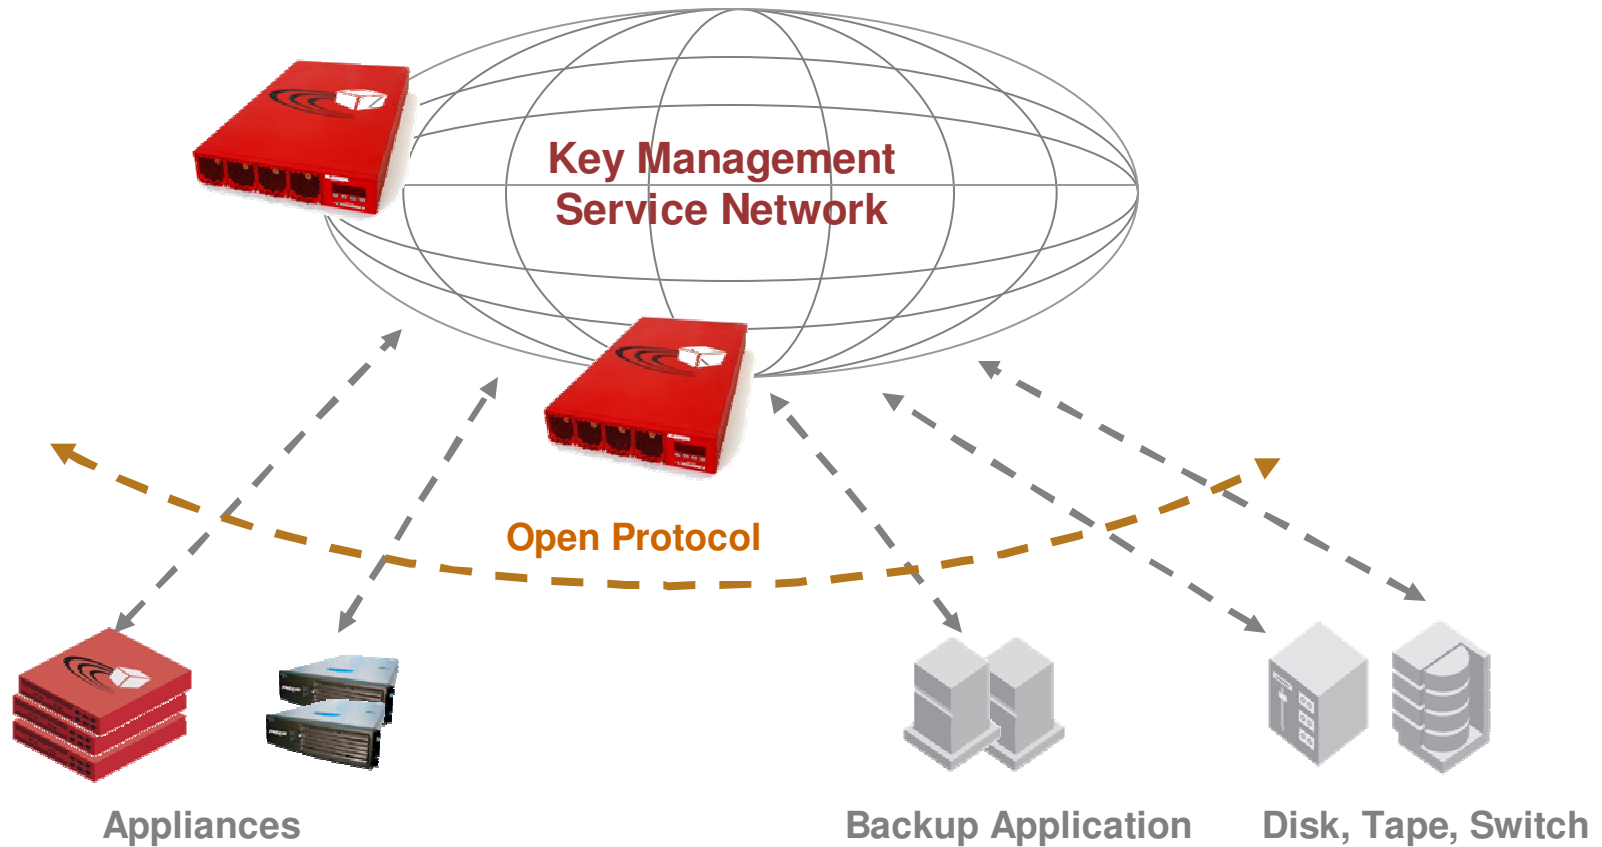 Key Management
Service Network
Open Protocol
Appliances
Backup Application
Disk, Tape, Switch